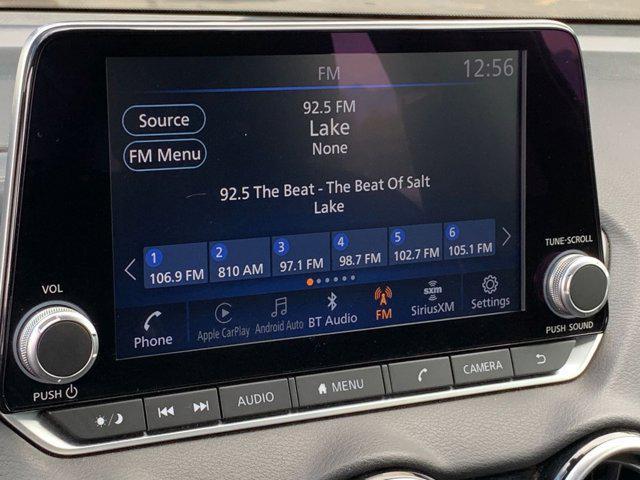 FM
12:56
Source
FM Menu
92.5 FM
Lake
None
92.5 The Beat - The Beat Of Salt
Lake
1 106.9 FM
2 810 AM
3 97.1 FM
4 98.7 FM
5 102.7 FM
6 105.1 FM
Phone
Apple CarPlay
Android Auto
BT Audio
FM
sxm
SiriusXM
Settings
VOL
PUSH
TUNE-SCROLL
PUSH SOUND
AUDIO
MENU
CAMERA